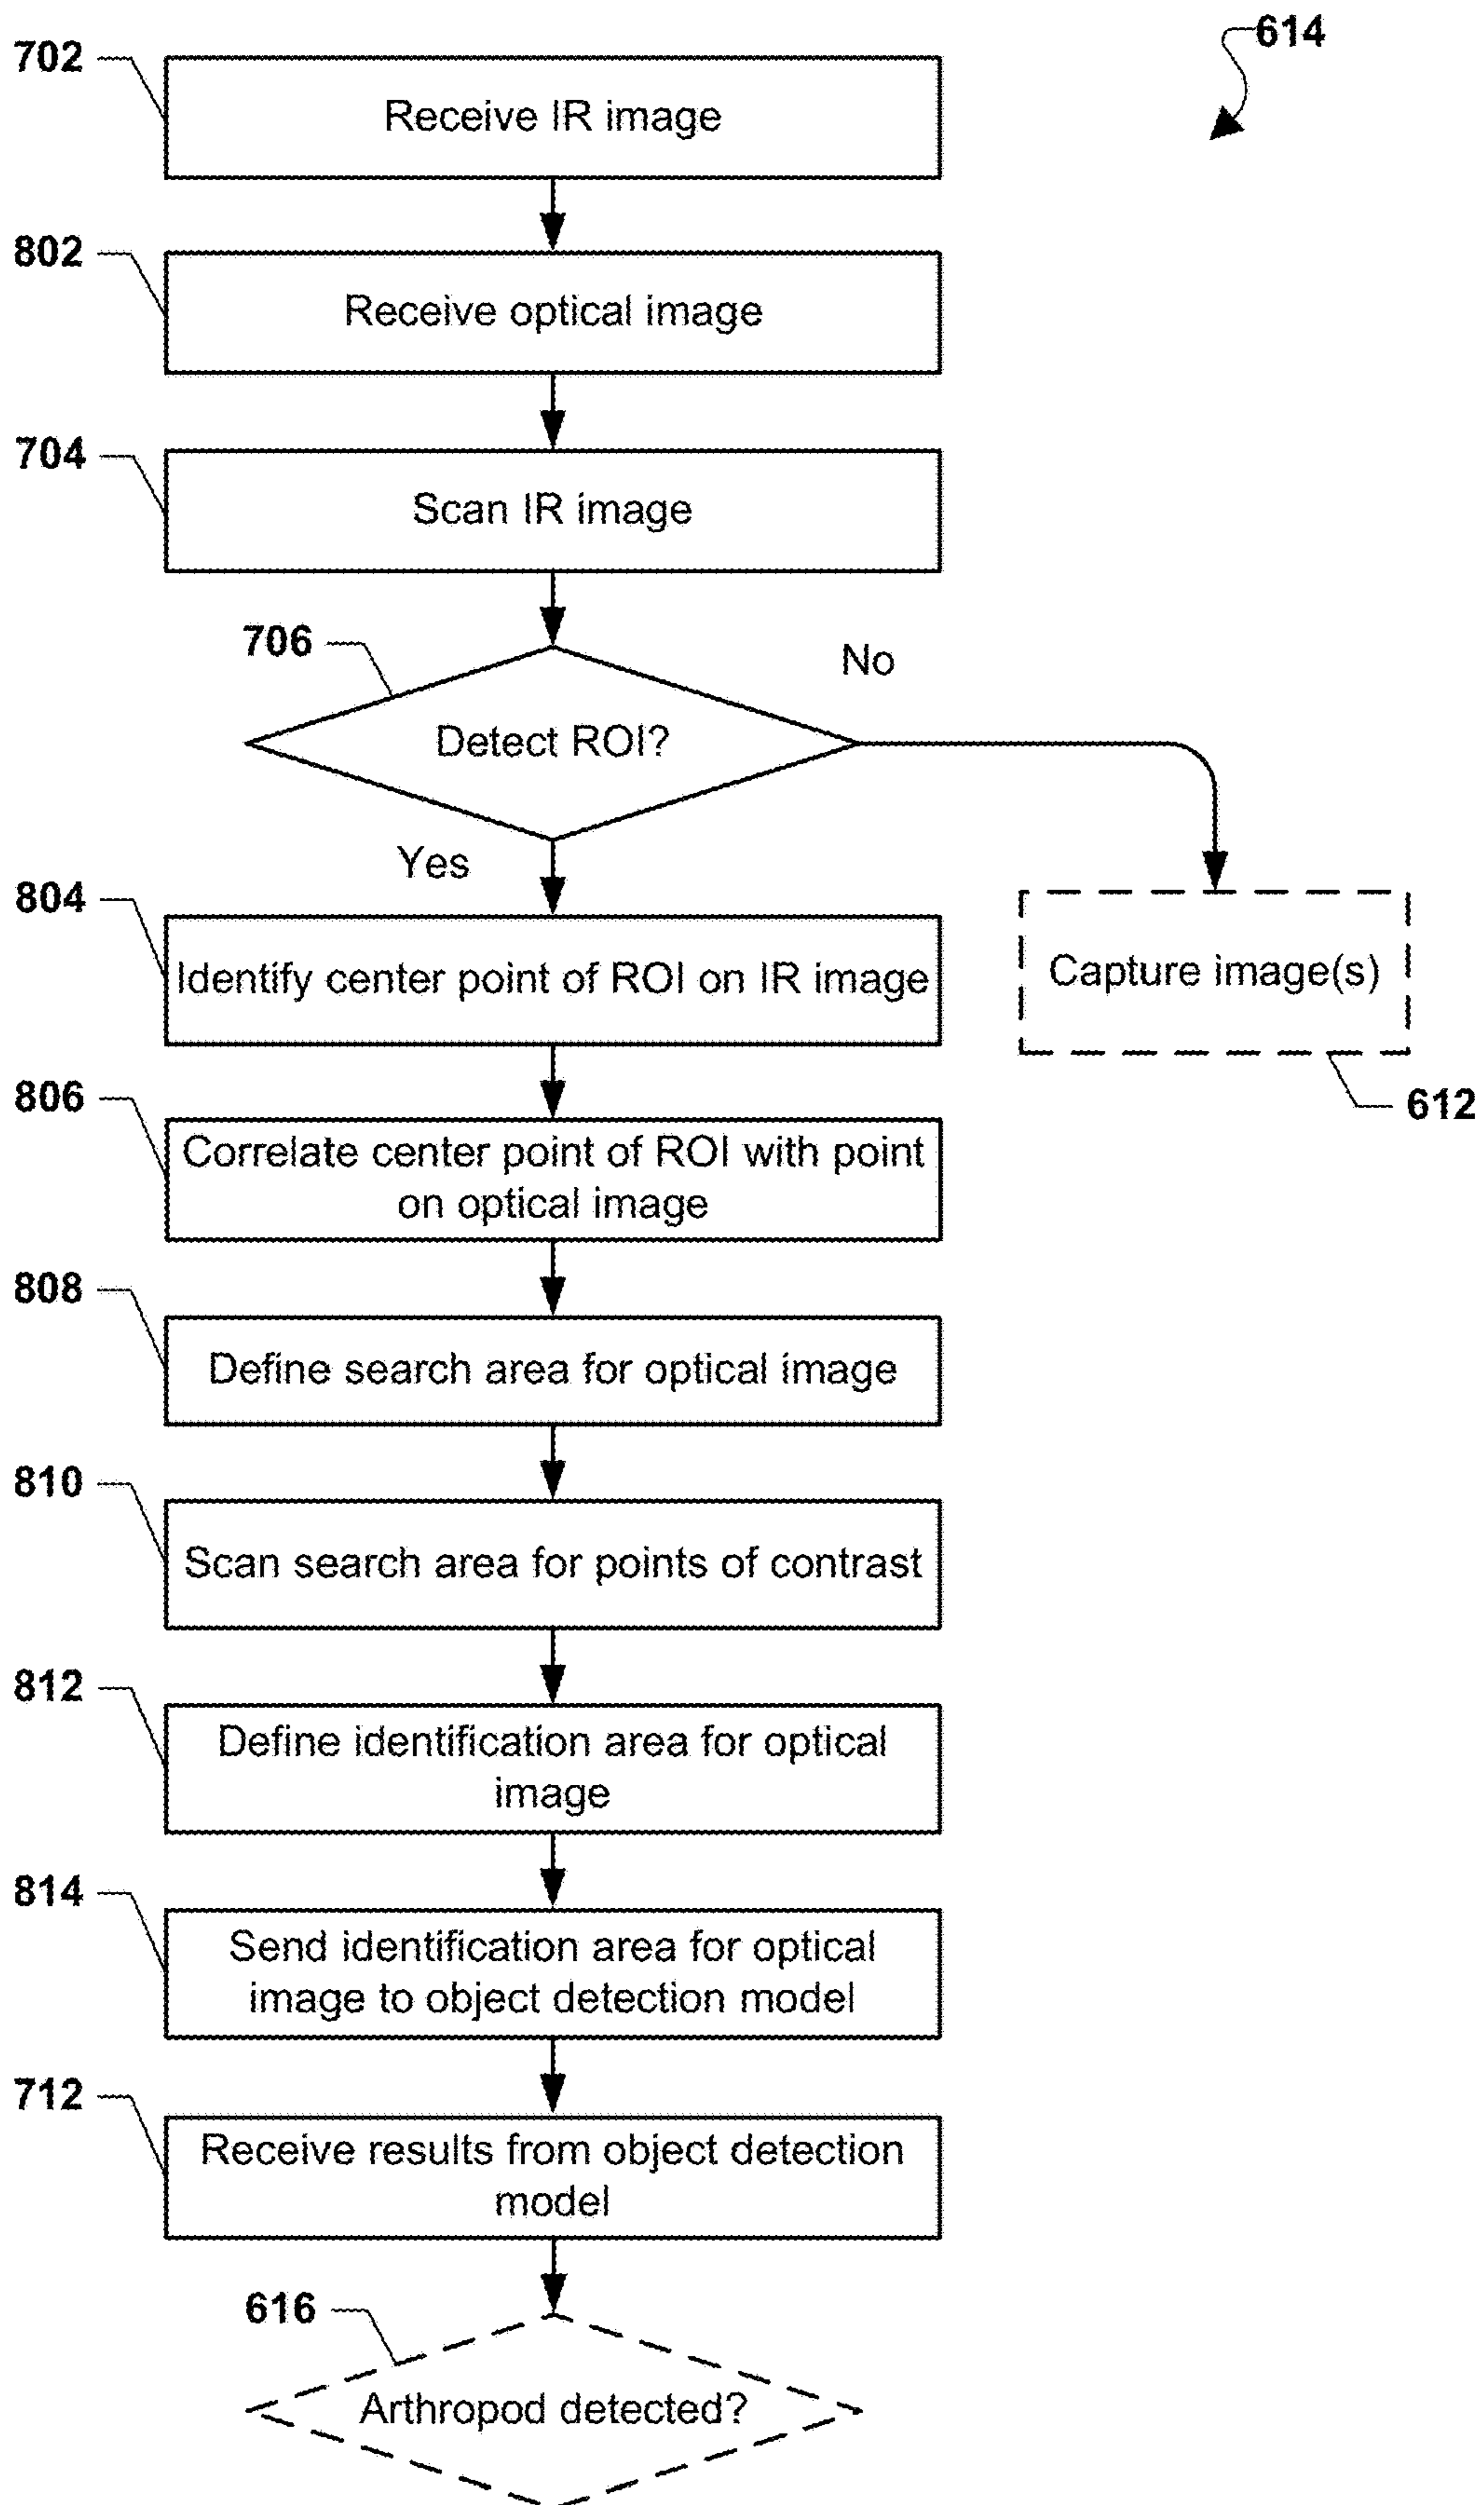 614
702
Receive IR image
802
Receive optical image
704
Scan IR image
706
Detect ROI?
No
Yes
804
Identify center point of ROI on IR image
Capture image(s)
612
806
Correlate center point of ROI with point
on optical image
808
Define search area for optical image
810
Scan search area for points of contrast
812
Define identification area for optical
image
814
Send identification area for optical
image to object detection model
712
Receive results from object detection
model
616
Arthropod detected?